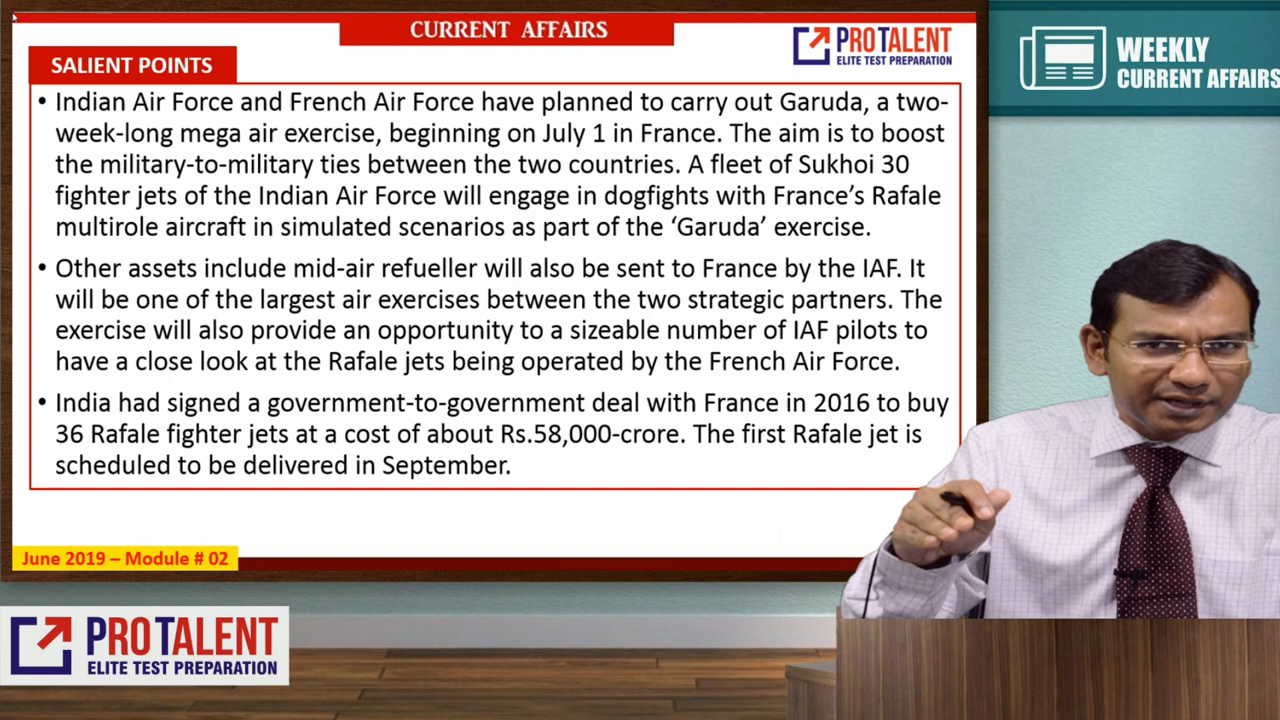 CURRENT AFFAIRS
PROTALENT
ELITE TEST PREPARATION
WEEKLY
CURRENT AFFAIRS
SALIENT POINTS
• Indian Air Force and French Air Force have planned to carry out Garuda, a two-
week-long mega air exercise, beginning on July 1 in France. The aim is to boost
the military-to-military ties between the two countries. A fleet of Sukhoi 30
fighter jets of the Indian Air Force will engage in dogfights with France’s Rafale
multirole aircraft in simulated scenarios as part of the ‘Garuda’ exercise.
• Other assets include mid-air refueller will also be sent to France by the IAF. It
will be one of the largest air exercises between the two strategic partners. The
exercise will also provide an opportunity to a sizeable number of IAF pilots to
have a close look at the Rafale jets being operated by the French Air Force.
• India had signed a government-to-government deal with France in 2016 to buy
36 Rafale fighter jets at a cost of about Rs.58,000-crore. The first Rafale jet is
scheduled to be delivered in September.
June 2019 – Module # 02
PROTALENT
ELITE TEST PREPARATION